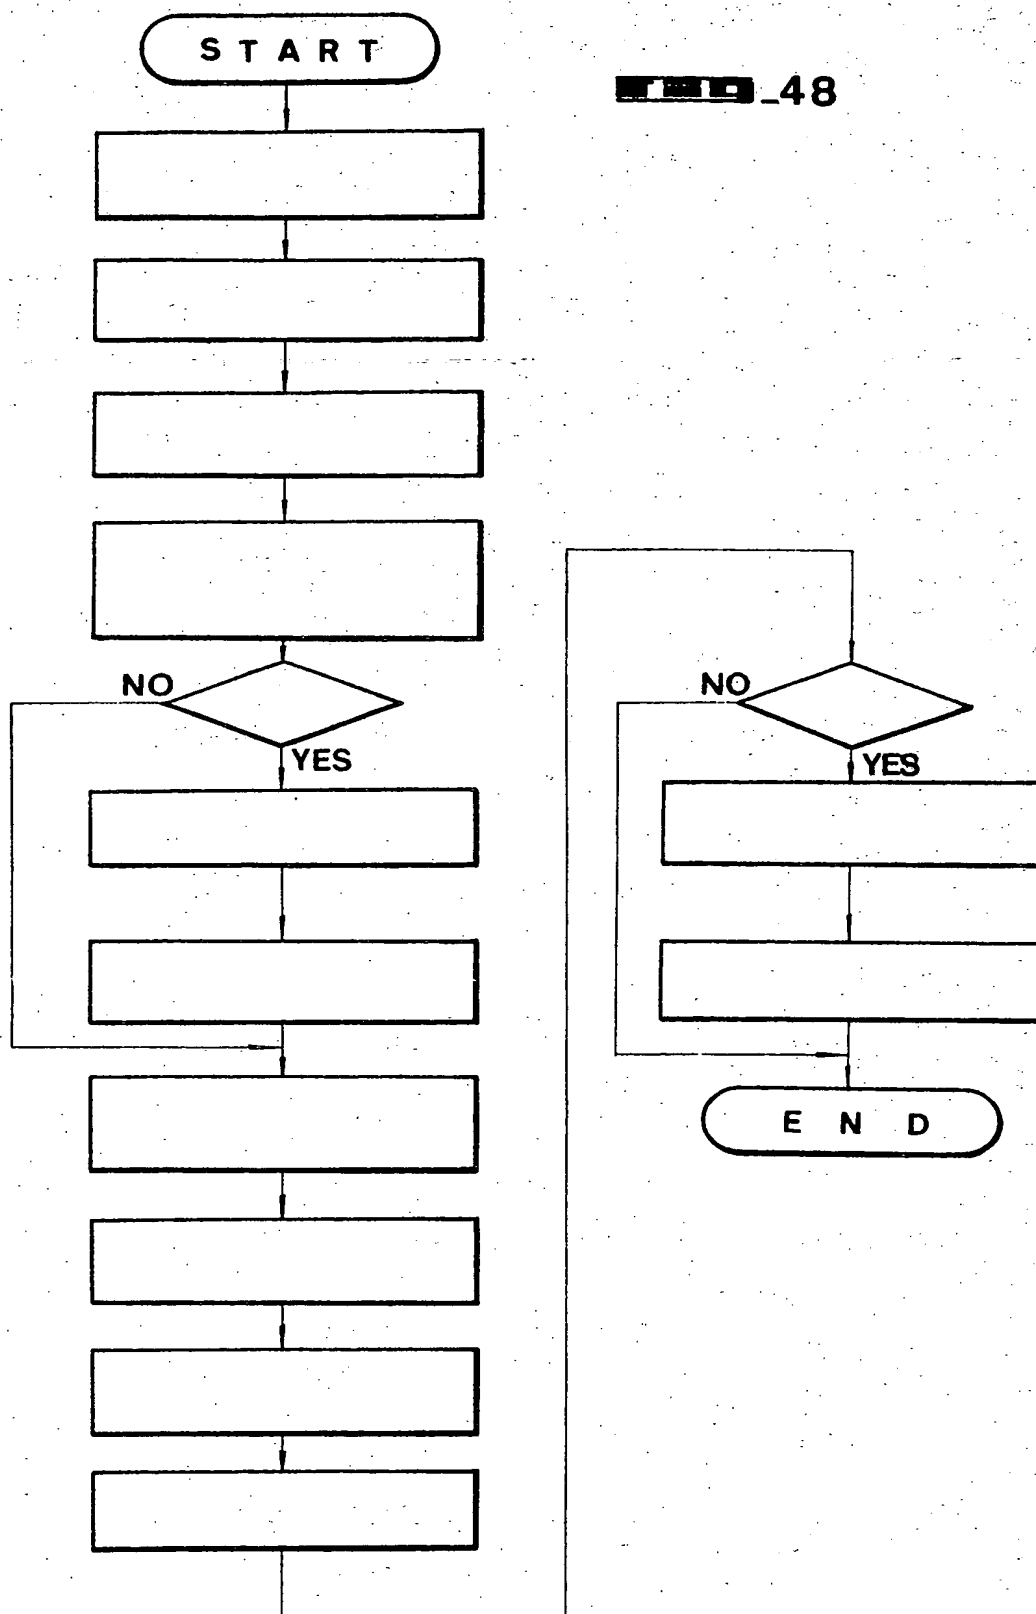 START
_48
NO
YES
NO
YES
END